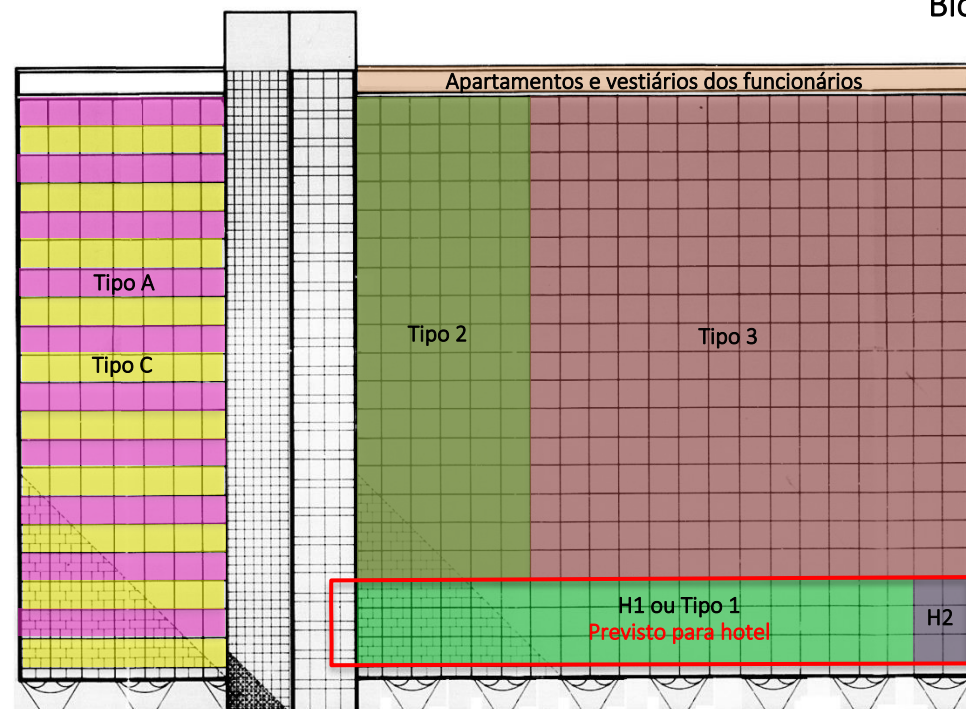 Apartamentos e vestiários dos funcionários
Tipo A
Tipo 2
Tipo 3
Tipo C
H1 ou Tipo 1
Previsto para hotel
H2